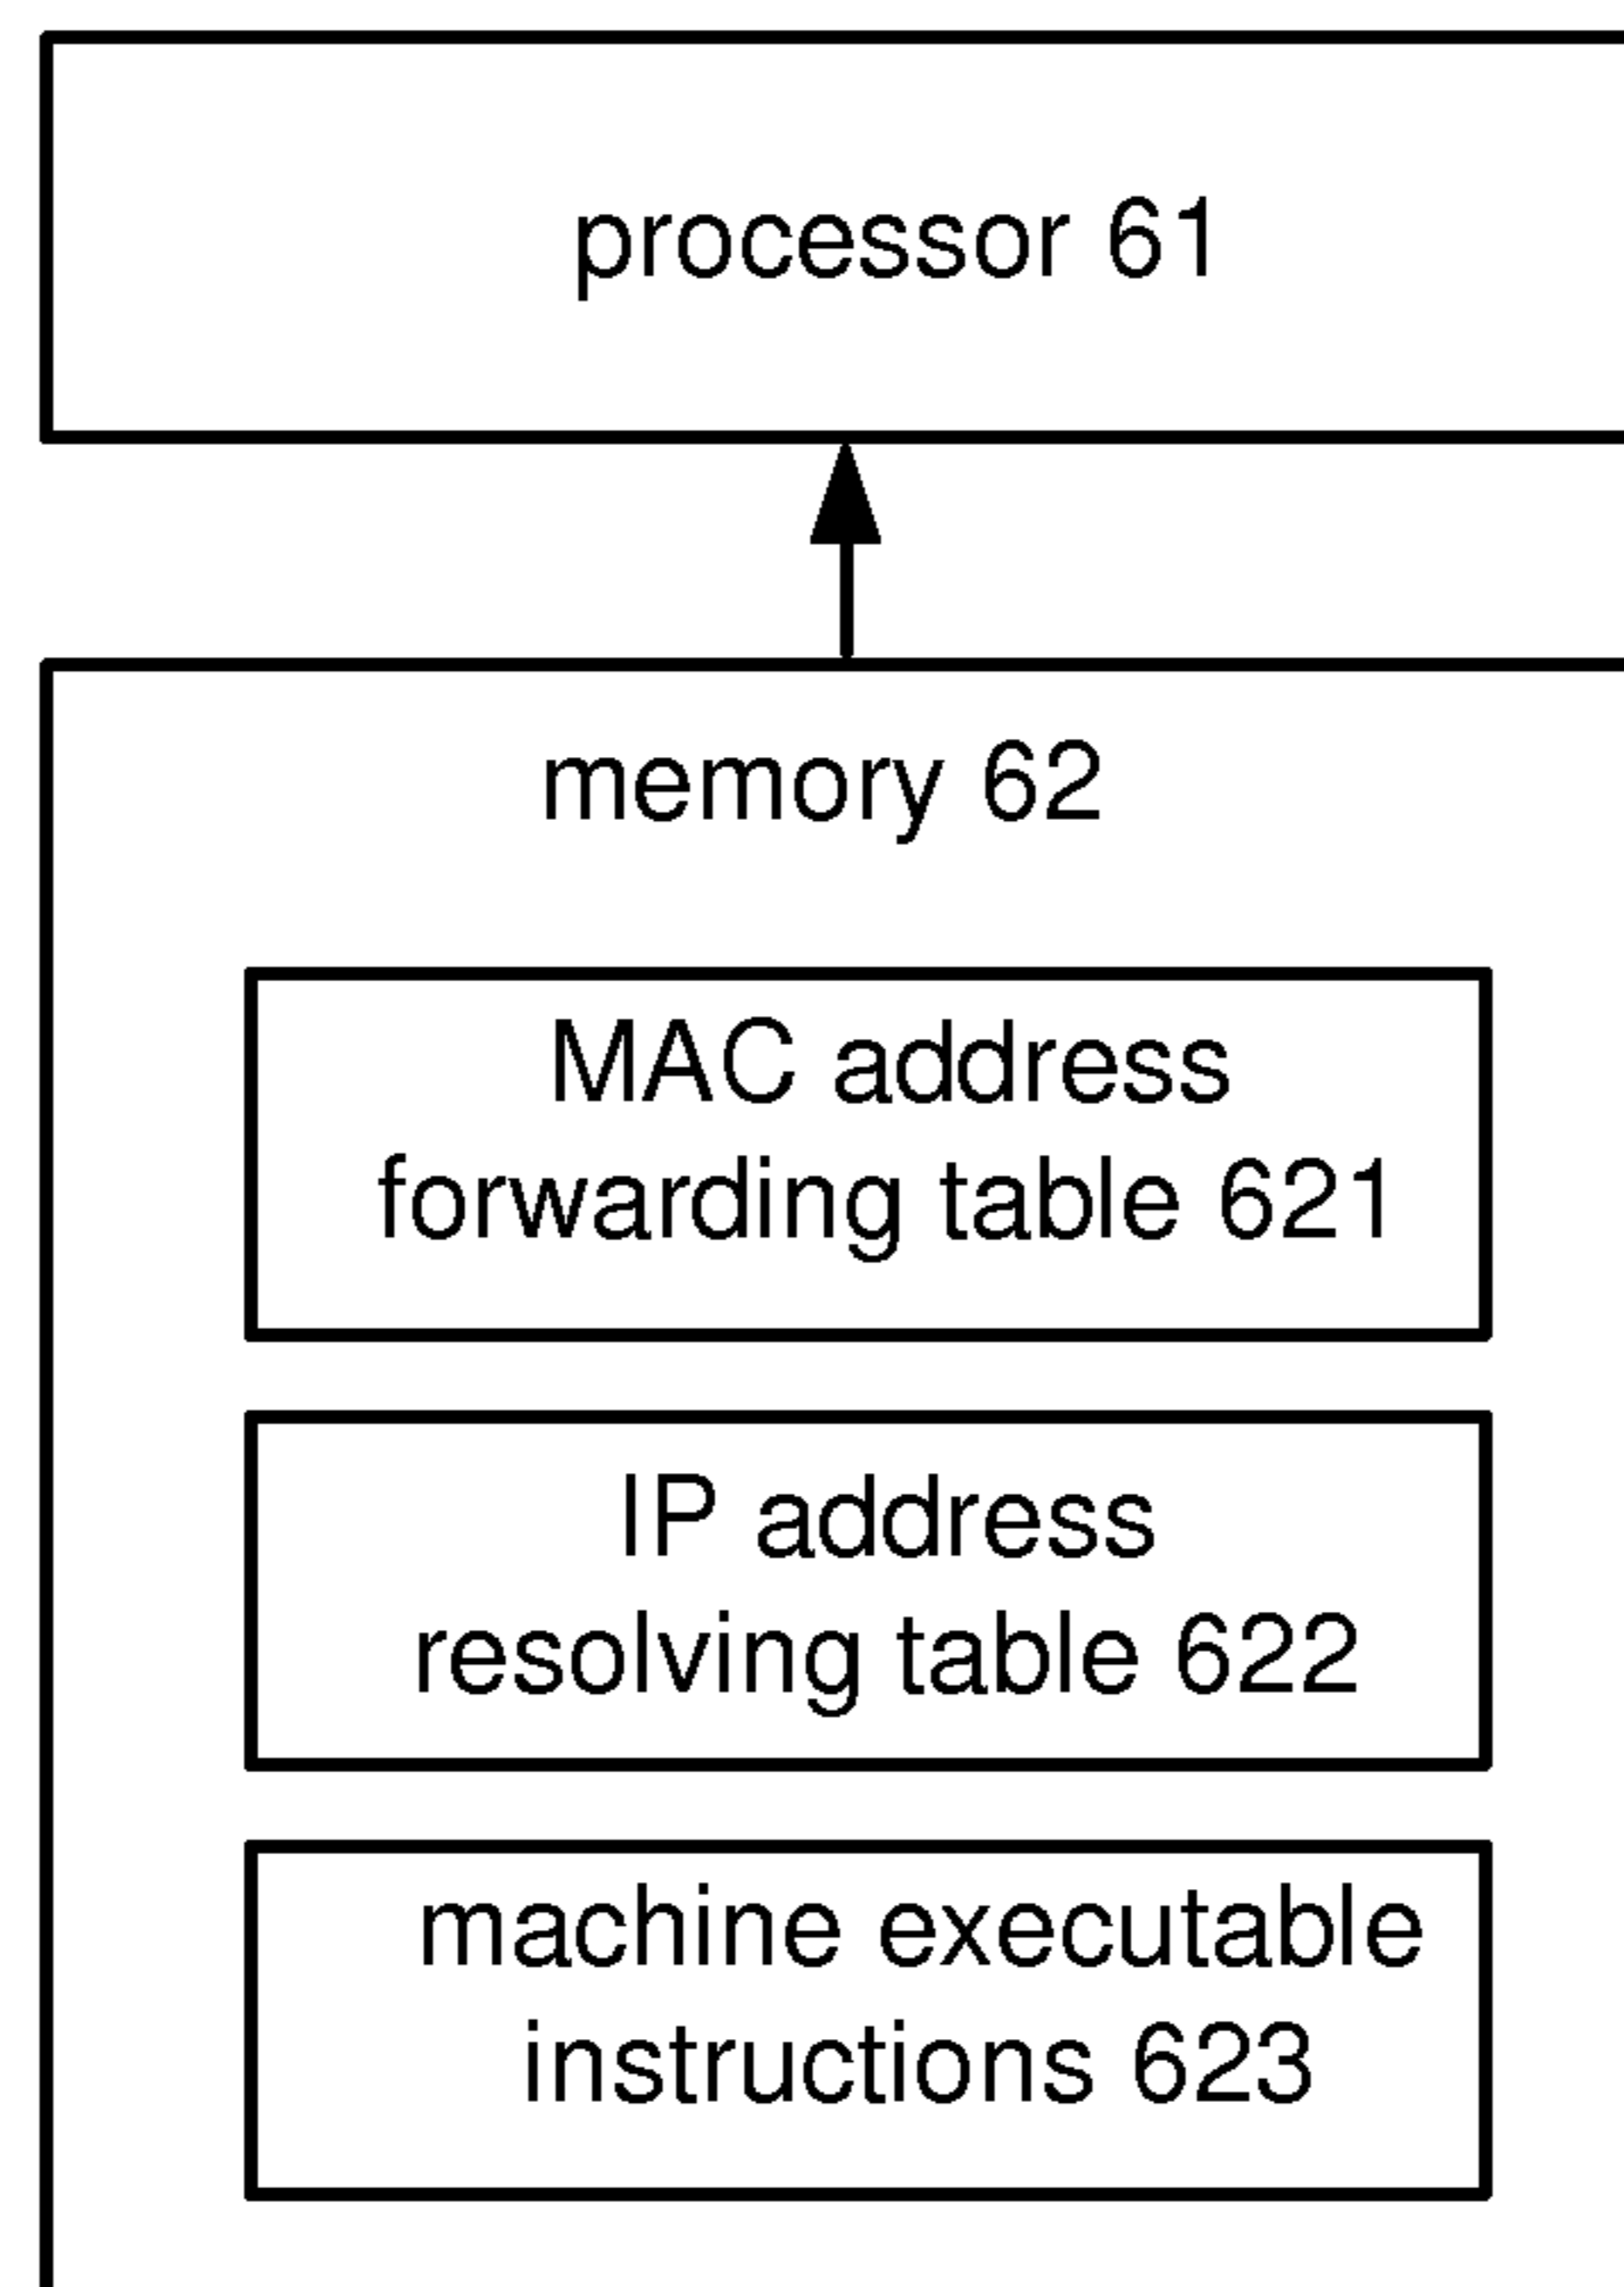 processor 61
memory 62
MAC address
forwarding table 621
IP address
resolving table 622
machine executable
instructions 623